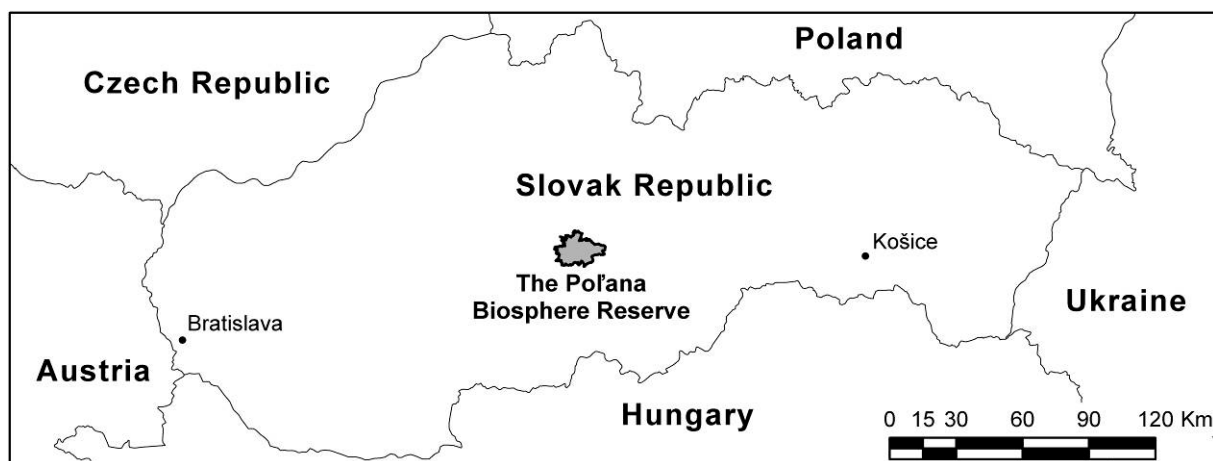 Poland
Czech Republic
Slovak Republic
Košice
The Poľana
Biosphere Reserve
Ukraine
Bratislava
Austria
Hungary
0 15 30 60 90 120 Km